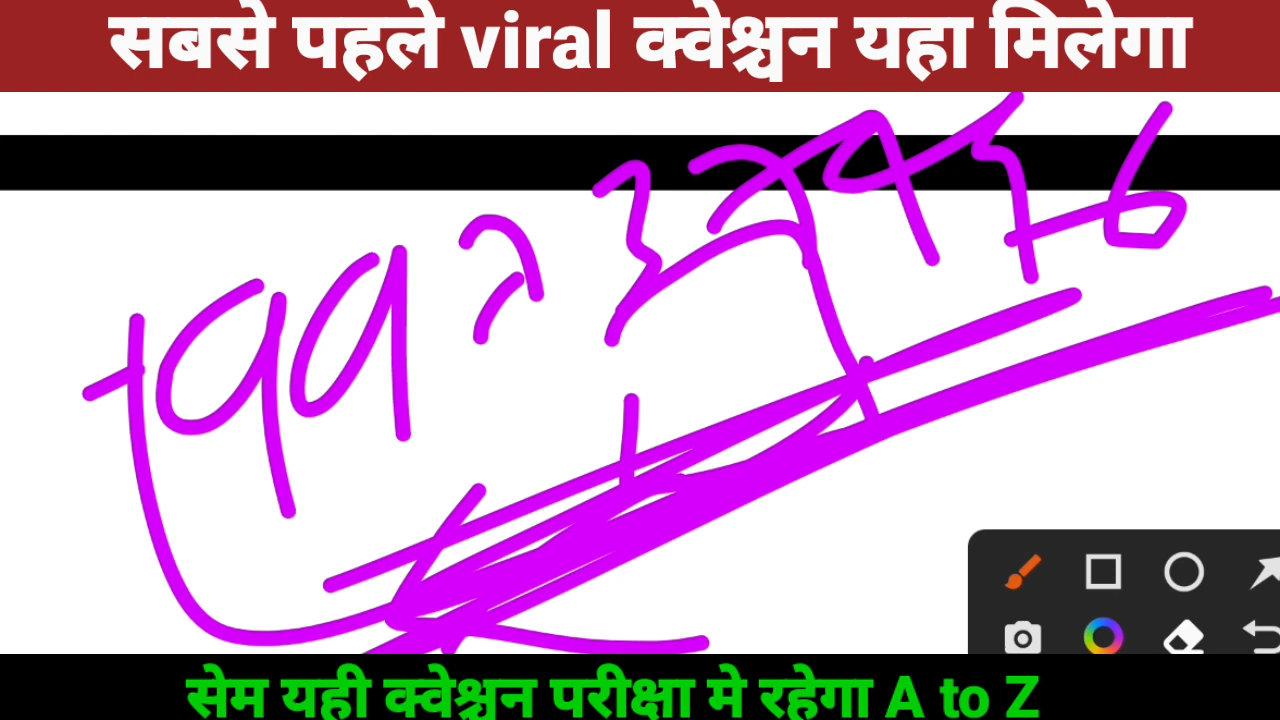 सबसे पहले viral क्वेश्चन यहा मिलेगा
सेम यही क्वेश्चन परीक्षा मे रहेगा A to Z